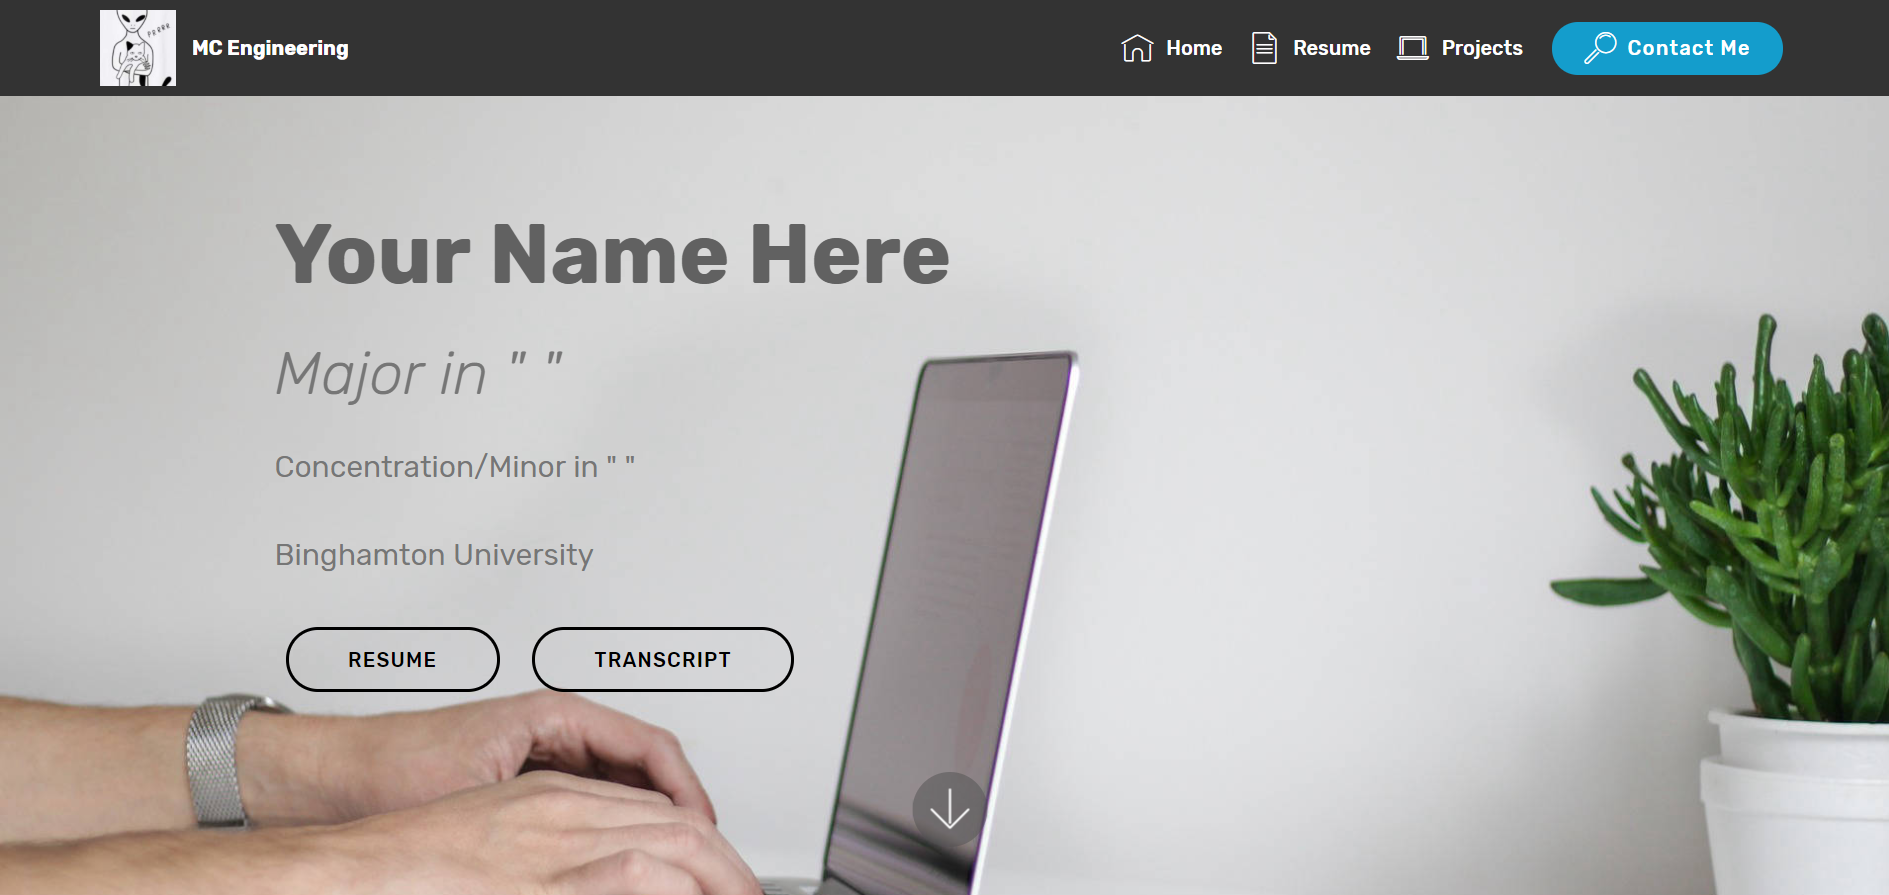 PRRRR
MC Engineering
Home
Resume
Projects
Contact Me
Your Name Here
Major in " "
Concentration/Minor in " "
Binghamton University
RESUME
TRANSCRIPT